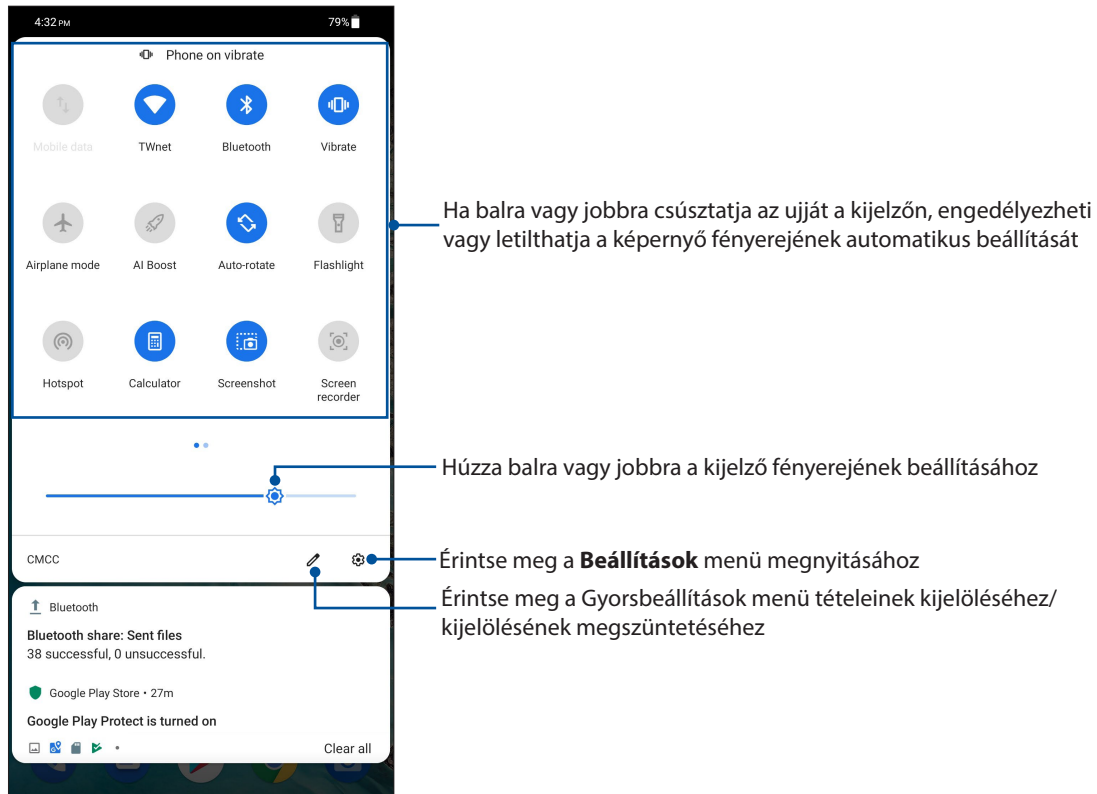 4:32 PM 79%
Phone on vibrate
Mobile data TWnet Bluetooth Vibrate
Airplane mode AI Boost Auto-rotate Flashlight
Hotspot Calculator Screenshot Screen
recorder
CMCC
Bluetooth
Bluetooth share: Sent files
38 successful, 0 unsuccessful.
Google Play Store • 27m
Google Play Protect is turned on
Clear all
Ha balra vagy jobbra csúsztatja az ujját a kijelzőn, engedélyezheti
vagy letilthatja a képernyő fényerejének automatikus beállítását
Húzza balra vagy jobbra a kijelző fényerejének beállításához
Érintse meg a Beállítások menü megnyitásához
Érintse meg a Gyorsbeállítások menü tételeinek kijelöléséhez/
kijelölésének megszüntetéséhez